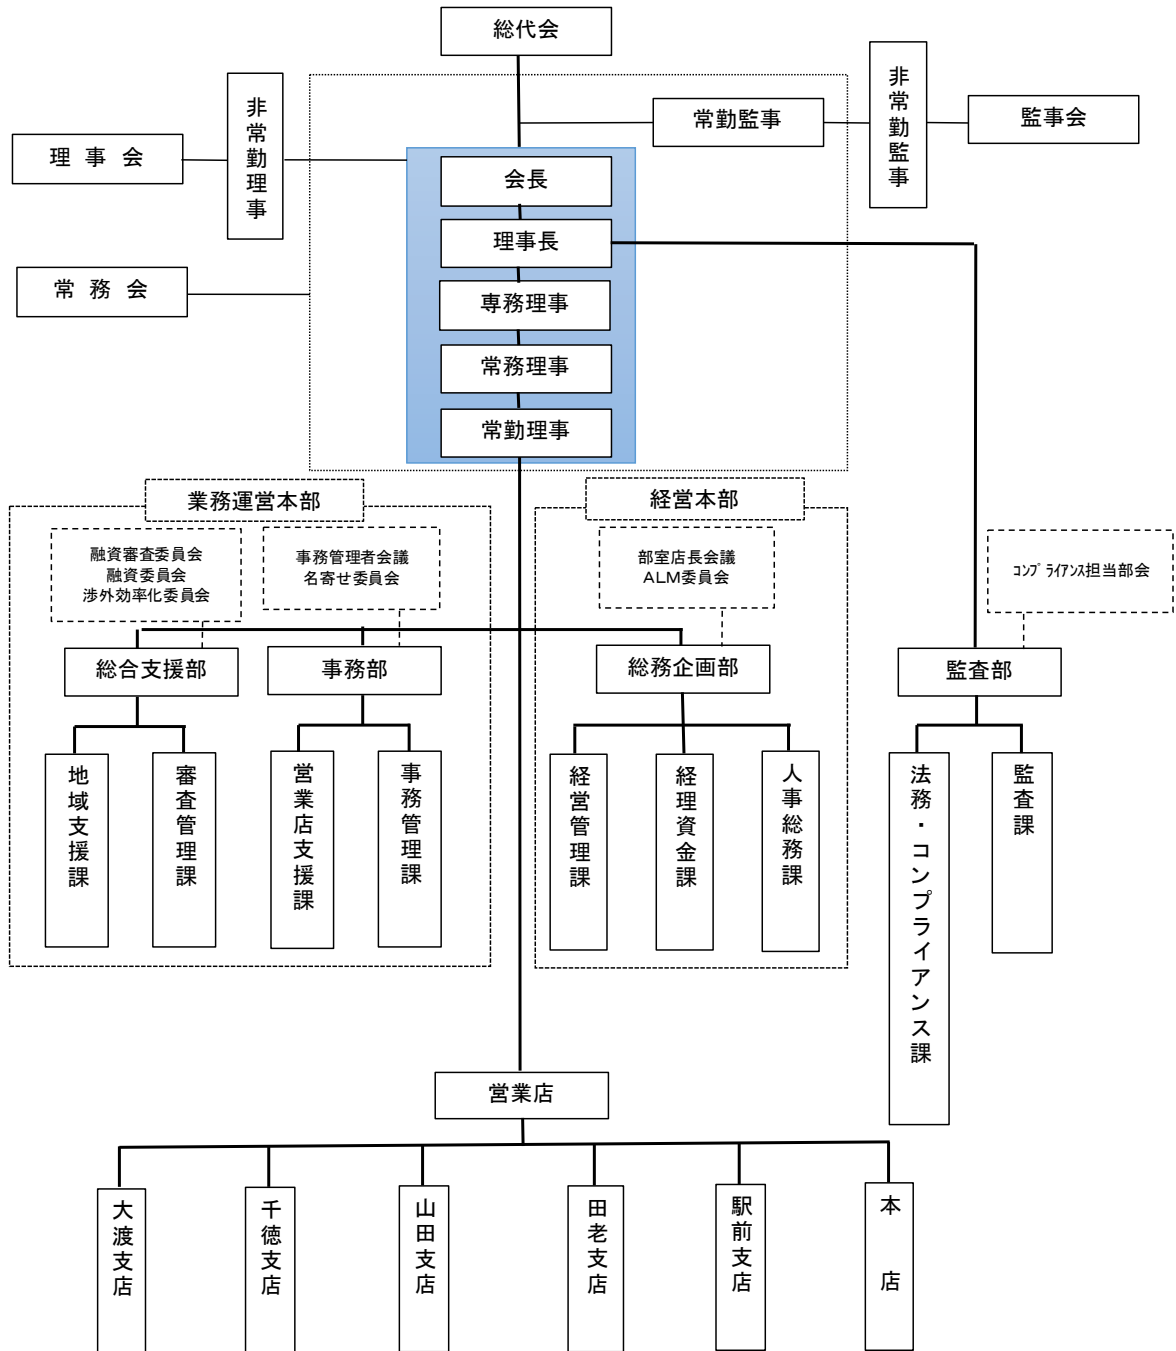 総代会
非常勤監事
常勤監事
監事会
非常勤理事
理 事 会
会長
理事長
常 務 会
専務理事
常務理事
常勤理事
業務運営本部
経営本部
融資審査委員会
融資委員会
渉外効率化委員会
事務管理者会議
名寄せ委員会
部室店長会議
ALM委員会
コンプライアンス担当部会
総合支援部
事務部
総務企画部
監査部
地域支援課
審査管理課
営業店支援課
事務管理課
経営管理課
経理資金課
人事総務課
法務・コンプライアンス課
監査課
営業店
大渡支店
千徳支店
山田支店
田老支店
駅前支店
本 店